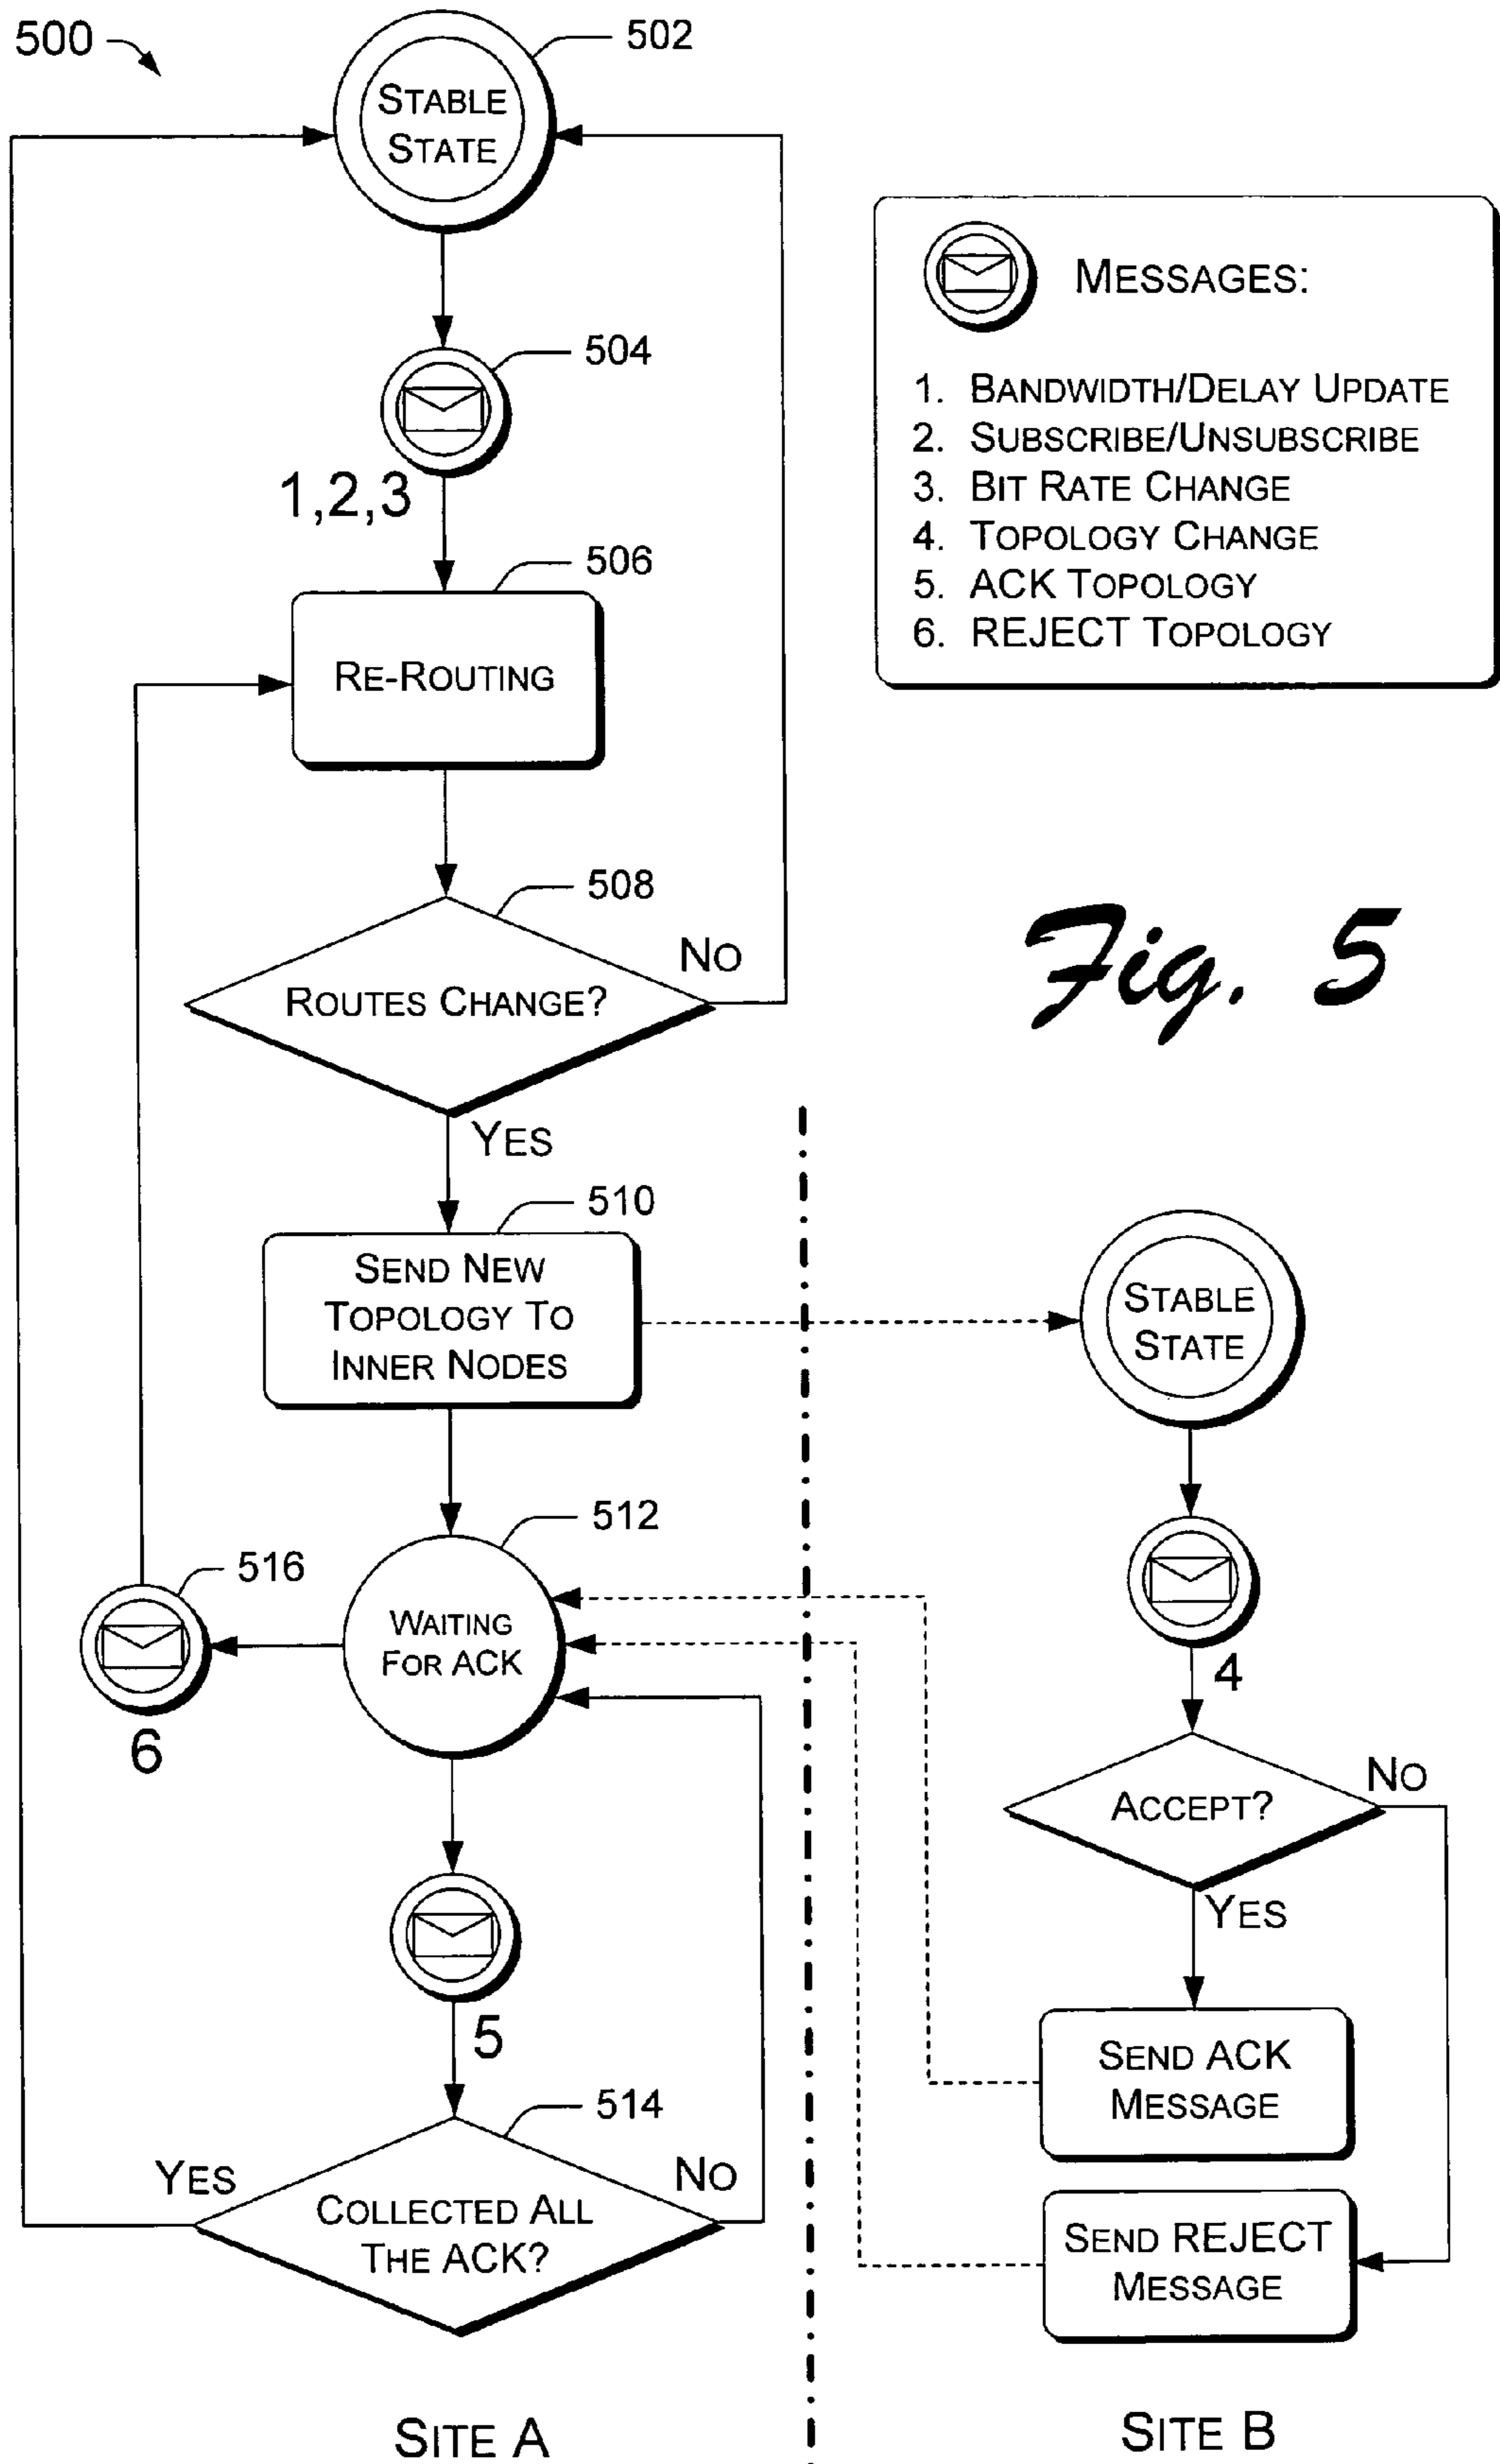 500
502
STABLE
STATE
504
1,2,3
MESSAGES:
1. BANDWIDTH/DELAY UPDATE
2. SUBSCRIBE/UNSUBSCRIBE
3. BIT RATE CHANGE
4. TOPOLOGY CHANGE
5. ACK TOPOLOGY
6. REJECT TOPOLOGY
506
RE-ROUTING
508
ROUTES CHANGE?
NO
YES
Fig. 5
510
SEND NEW
TOPOLOGY TO
INNER NODES
STABLE
STATE
512
WAITING
FOR ACK
516
6
4
ACCEPT?
NO
YES
5
SEND ACK
MESSAGE
514
COLLECTED ALL
THE ACK?
YES
NO
SEND REJECT
MESSAGE
SITE A
SITE B